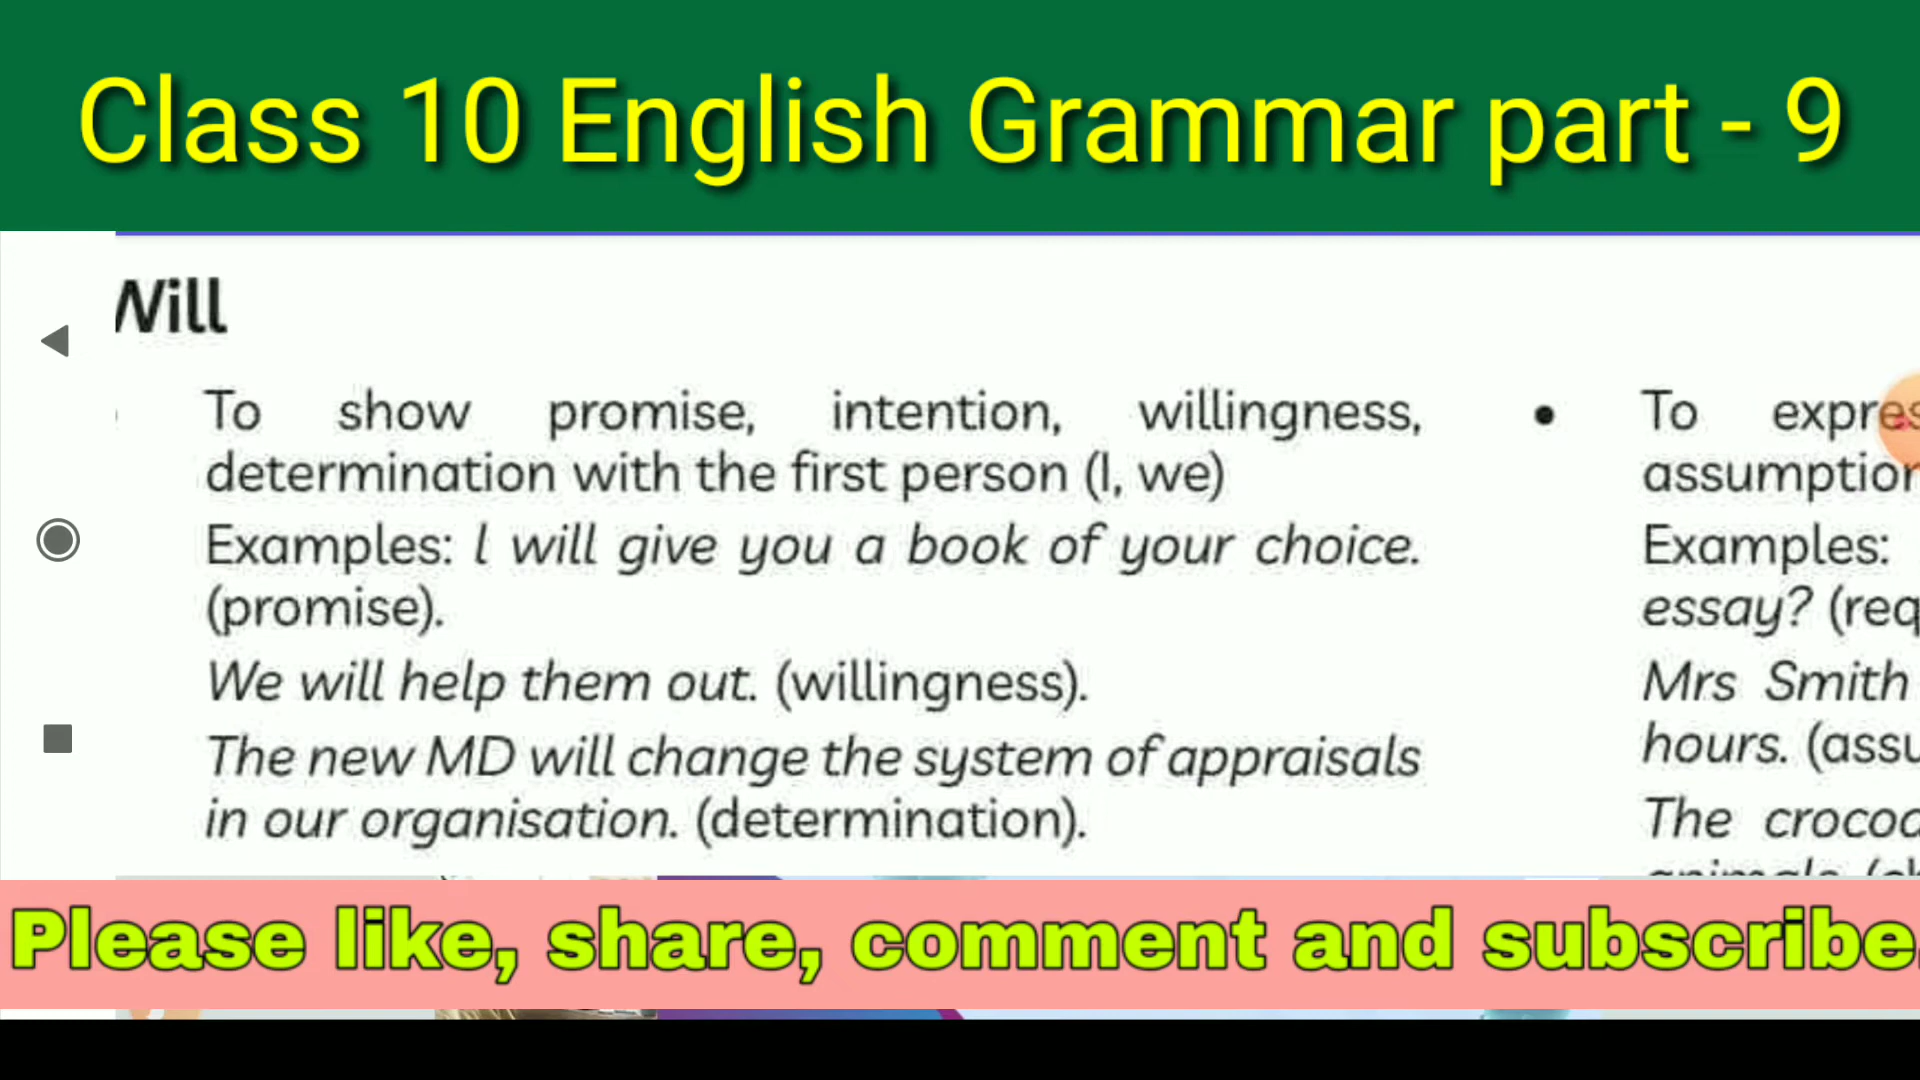 Class 10 English Grammar part - 9
Will
To show promise, intention, willingness,
determination with the first person (I, we)
Examples: I will give you a book of your choice.
(promise).
We will help them out. (willingness).
The new MD will change the system of appraisals
in our organisation. (determination).
• To
Examples:
essay?
Mrs Smith
hours.
The
Please like, share, comment and subscribe.